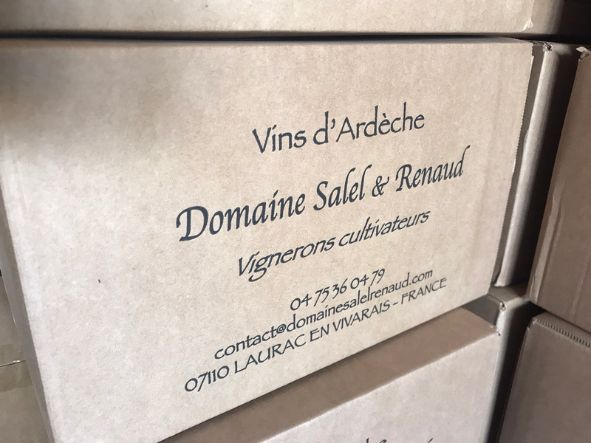 Vins d'Ardèche
Domaine Salel & Renaud
Vignerons cultivateurs
04 75 36 04 79
contact@domainesalelrenaud.com
07110 LAURAC EN VIVARAIS - FRANCE